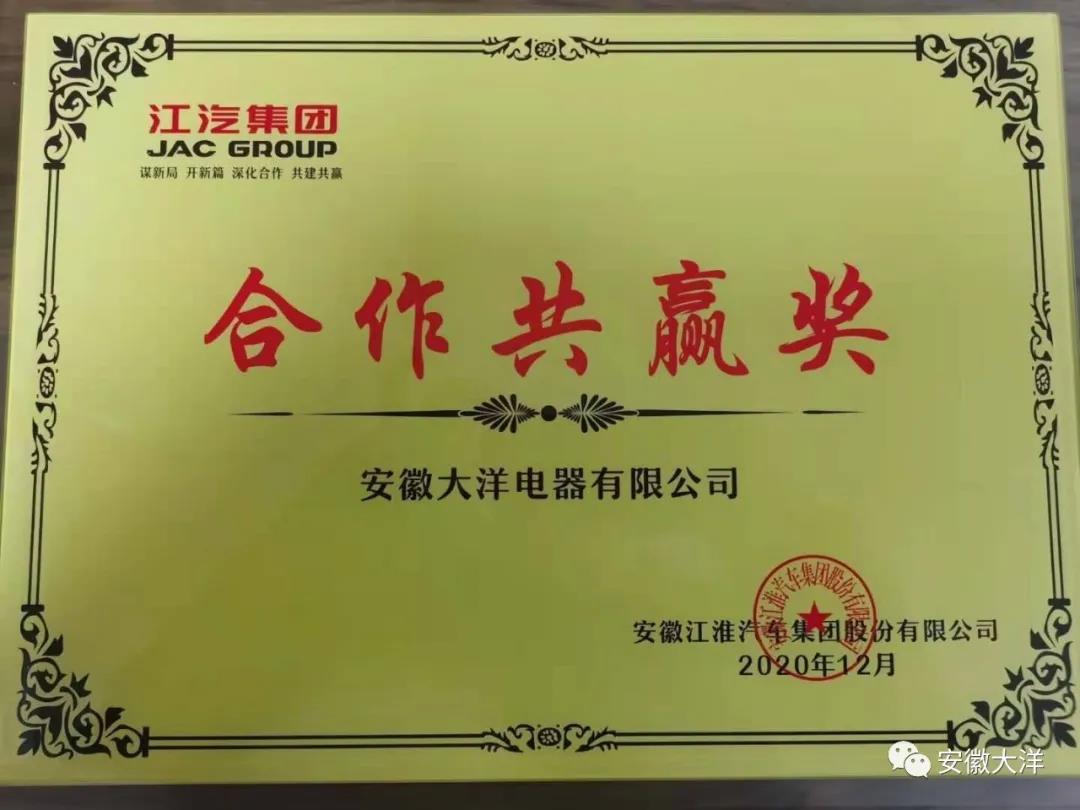 江汽集团
JAC GROUP
谋新局 开新篇 深化合作 共建共赢
合作共赢奖
安徽大洋电器有限公司
安徽江淮汽车集团股份有限公司
2020年12月
安徽大洋